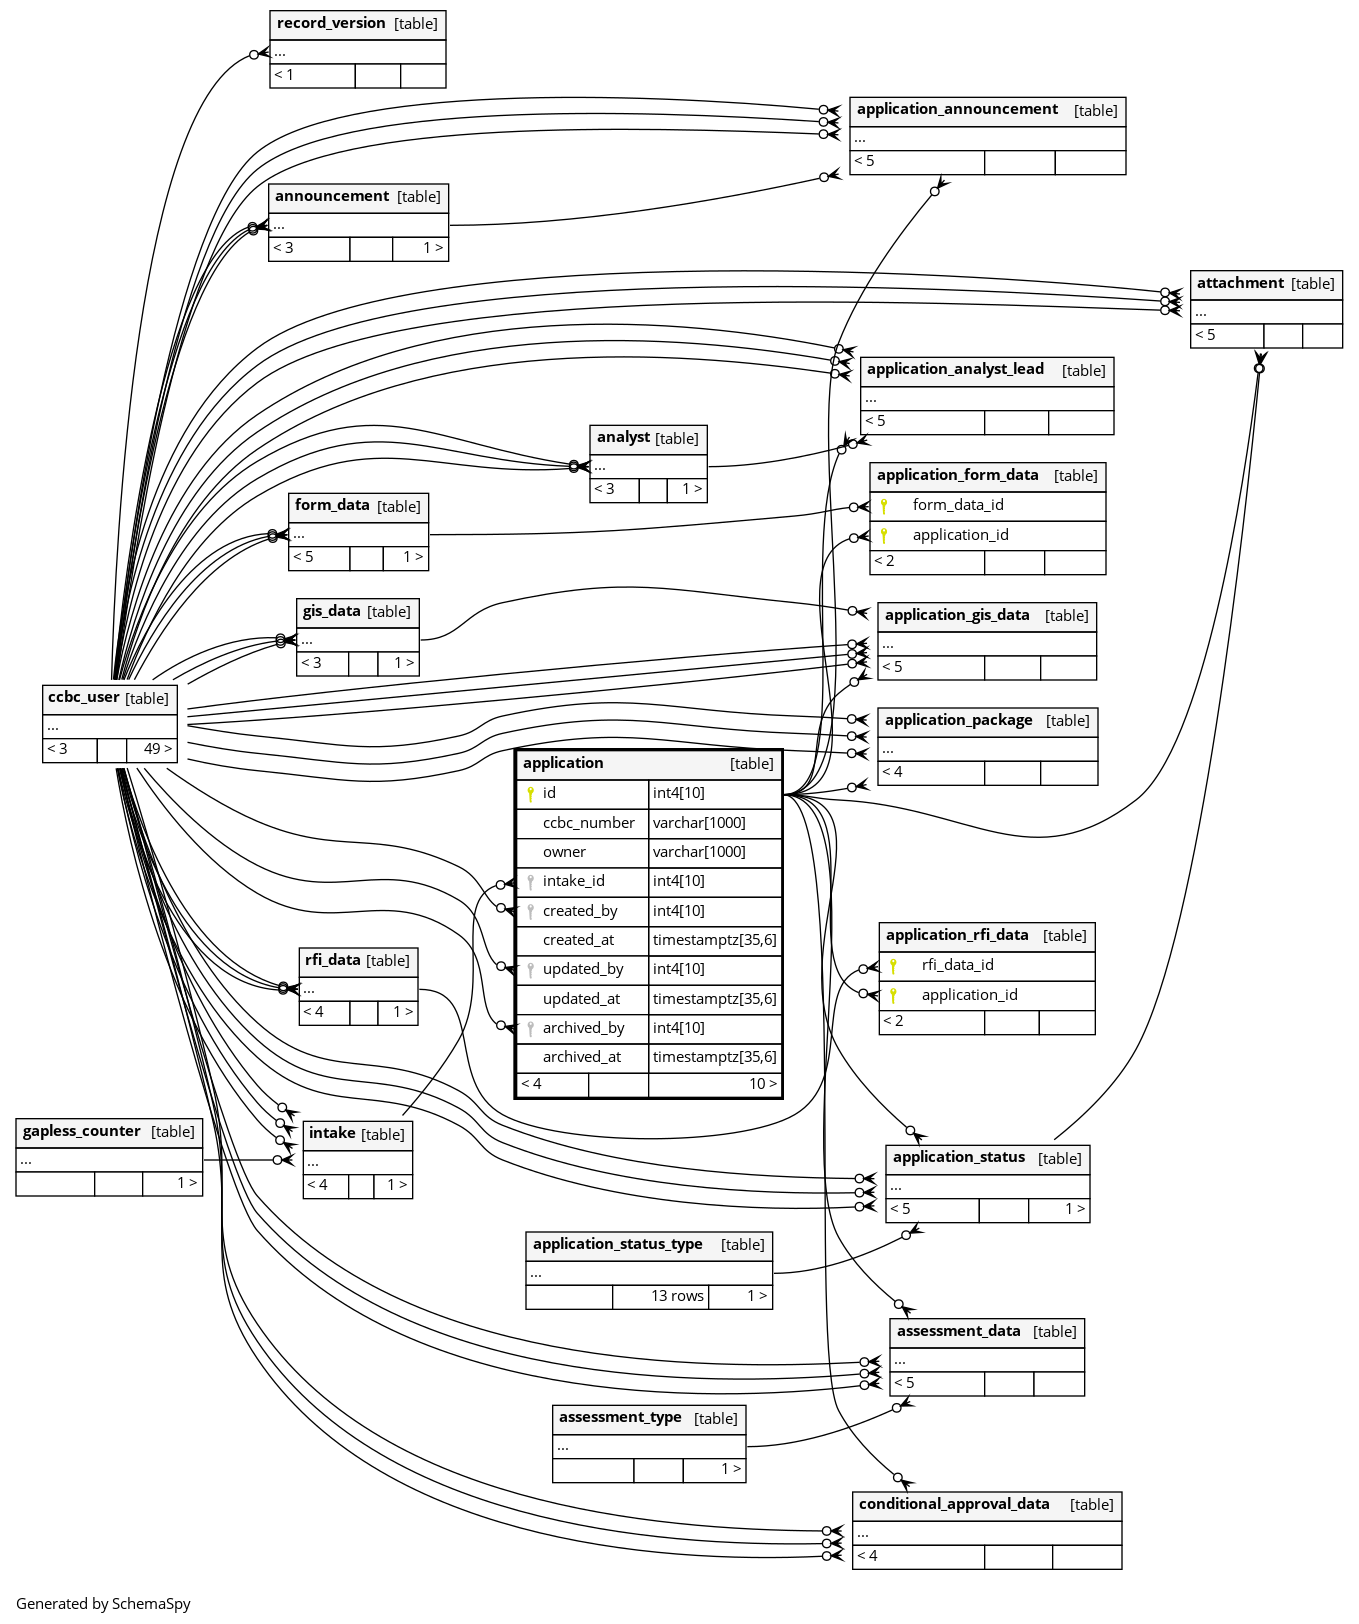 record_version [table]
...
< 1
application_announcement [table]
...
< 5
announcement [table]
...
< 3 1 >
attachment [table]
...
< 5
application_analyst_lead [table]
...
< 5
analyst [table]
...
< 3 1 >
application_form_data [table]
form_data_id
application_id
< 2
form_data [table]
...
< 5 1 >
gis_data [table]
...
< 3 1 >
application_gis_data [table]
...
< 5
ccbc_user [table]
...
< 3 49 >
application_package [table]
...
< 4
application [table]
id int4[10]
ccbc_number varchar[1000]
owner varchar[1000]
intake_id int4[10]
created_by int4[10]
created_at timestamptz[35,6]
updated_by int4[10]
updated_at timestamptz[35,6]
archived_by int4[10]
archived_at timestamptz[35,6]
< 4 10 >
application_rfi_data [table]
rfi_data_id
application_id
< 2
rfi_data [table]
...
< 4 1 >
gapless_counter [table]
...
1 >
intake [table]
...
< 4 1 >
application_status [table]
...
< 5 1 >
application_status_type [table]
...
13 rows 1 >
assessment_data [table]
...
< 5
assessment_type [table]
...
1 >
conditional_approval_data [table]
...
< 4
Generated by SchemaSpy